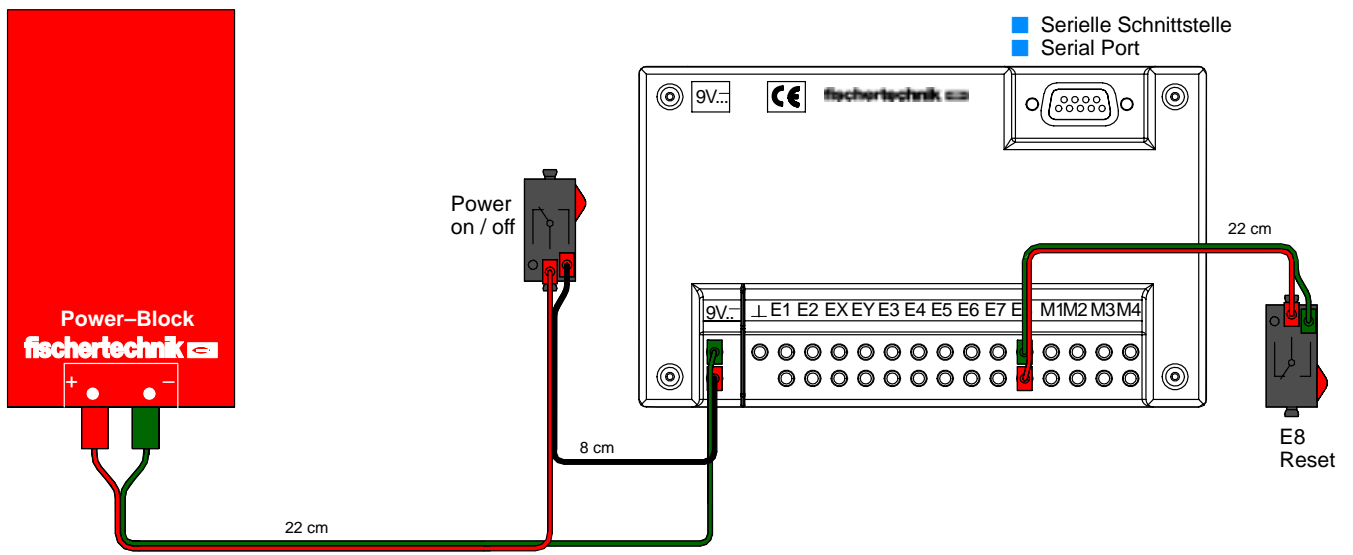 Serielle Schnittstelle
Serial Port
9V...
CE
fischertechnik
Power
on / off
22 cm
9V...
⊥ E1 E2 EX EY E3 E4 E5 E6 E7 M1 M2 M3 M4
Power–Block
fischertechnik
+ –
E8
Reset
8 cm
22 cm